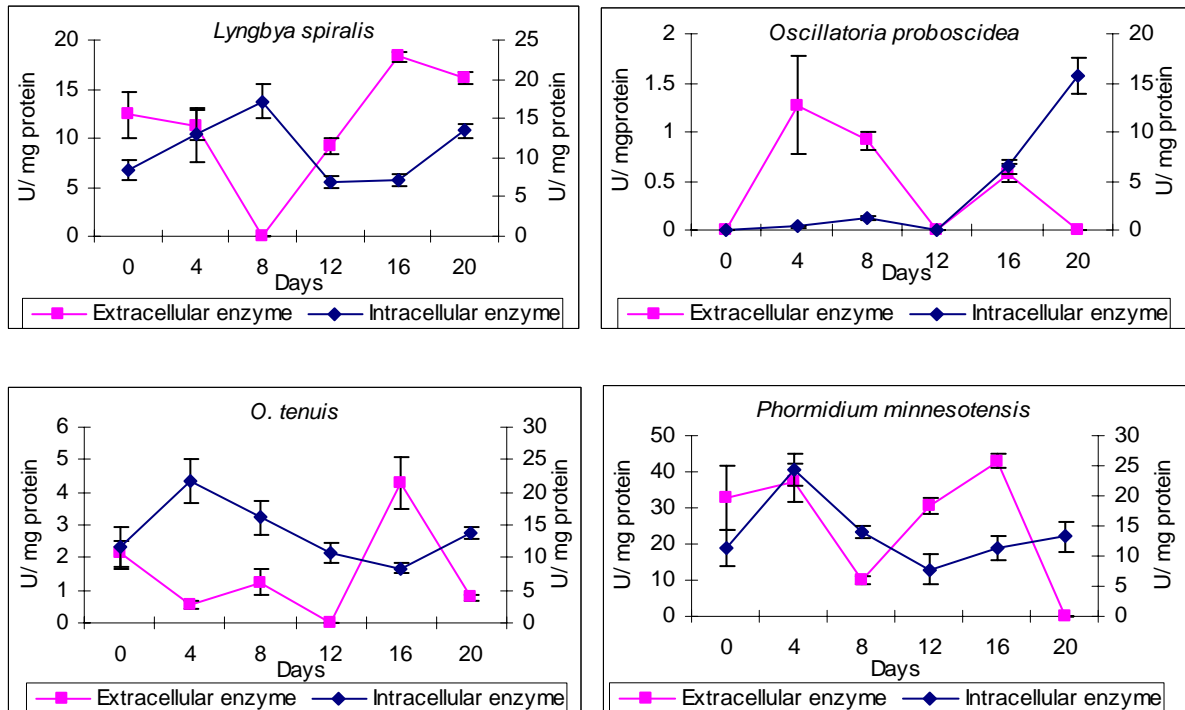 Lyngbya spiralis
20
15
10
5
0
25
20
15
10
5
0
U/ mg protein
U/ mg protein
0 4 8 12 16 20
Days
Extracellular enzyme Intracellular enzyme
Oscillatoria proboscidea
2
1.5
1
0.5
0
20
15
10
5
0
U/ mgprotein
U/ mg protein
0 4 8 12 16 20
Days
Extracellular enzyme Intracellular enzyme
O. tenuis
6
5
4
3
2
1
0
30
25
20
15
10
5
0
U/ mg protein
U/ mg protein
0 4 8 12 16 20
Days
Extracellular enzyme Intracellular enzyme
Phormidium minnesotensis
50
40
30
20
10
0
30
25
20
15
10
5
0
U/ mg protein
U/ mg protein
0 4 8 12 16 20
Days
Extracellular enzyme Intracellular enzyme